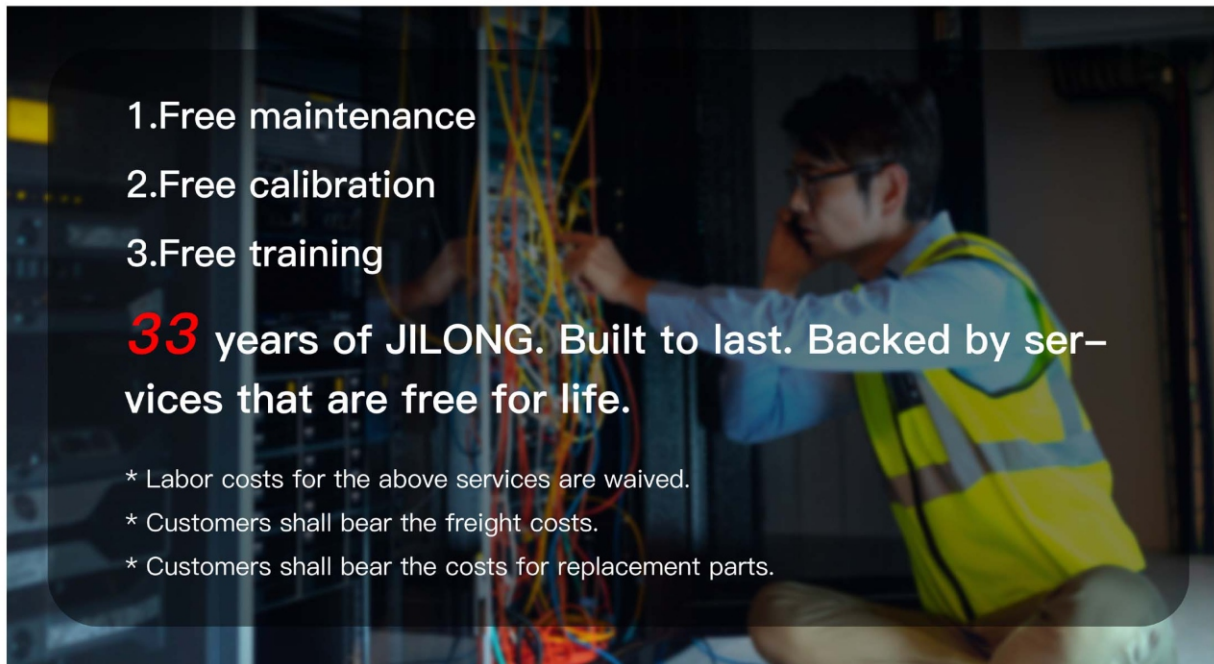 1.Free maintenance
2.Free calibration
3.Free training
33 years of JILONG. Built to last. Backed by ser–
vices that are free for life.
* Labor costs for the above services are waived.
* Customers shall bear the freight costs.
* Customers shall bear the costs for replacement parts.